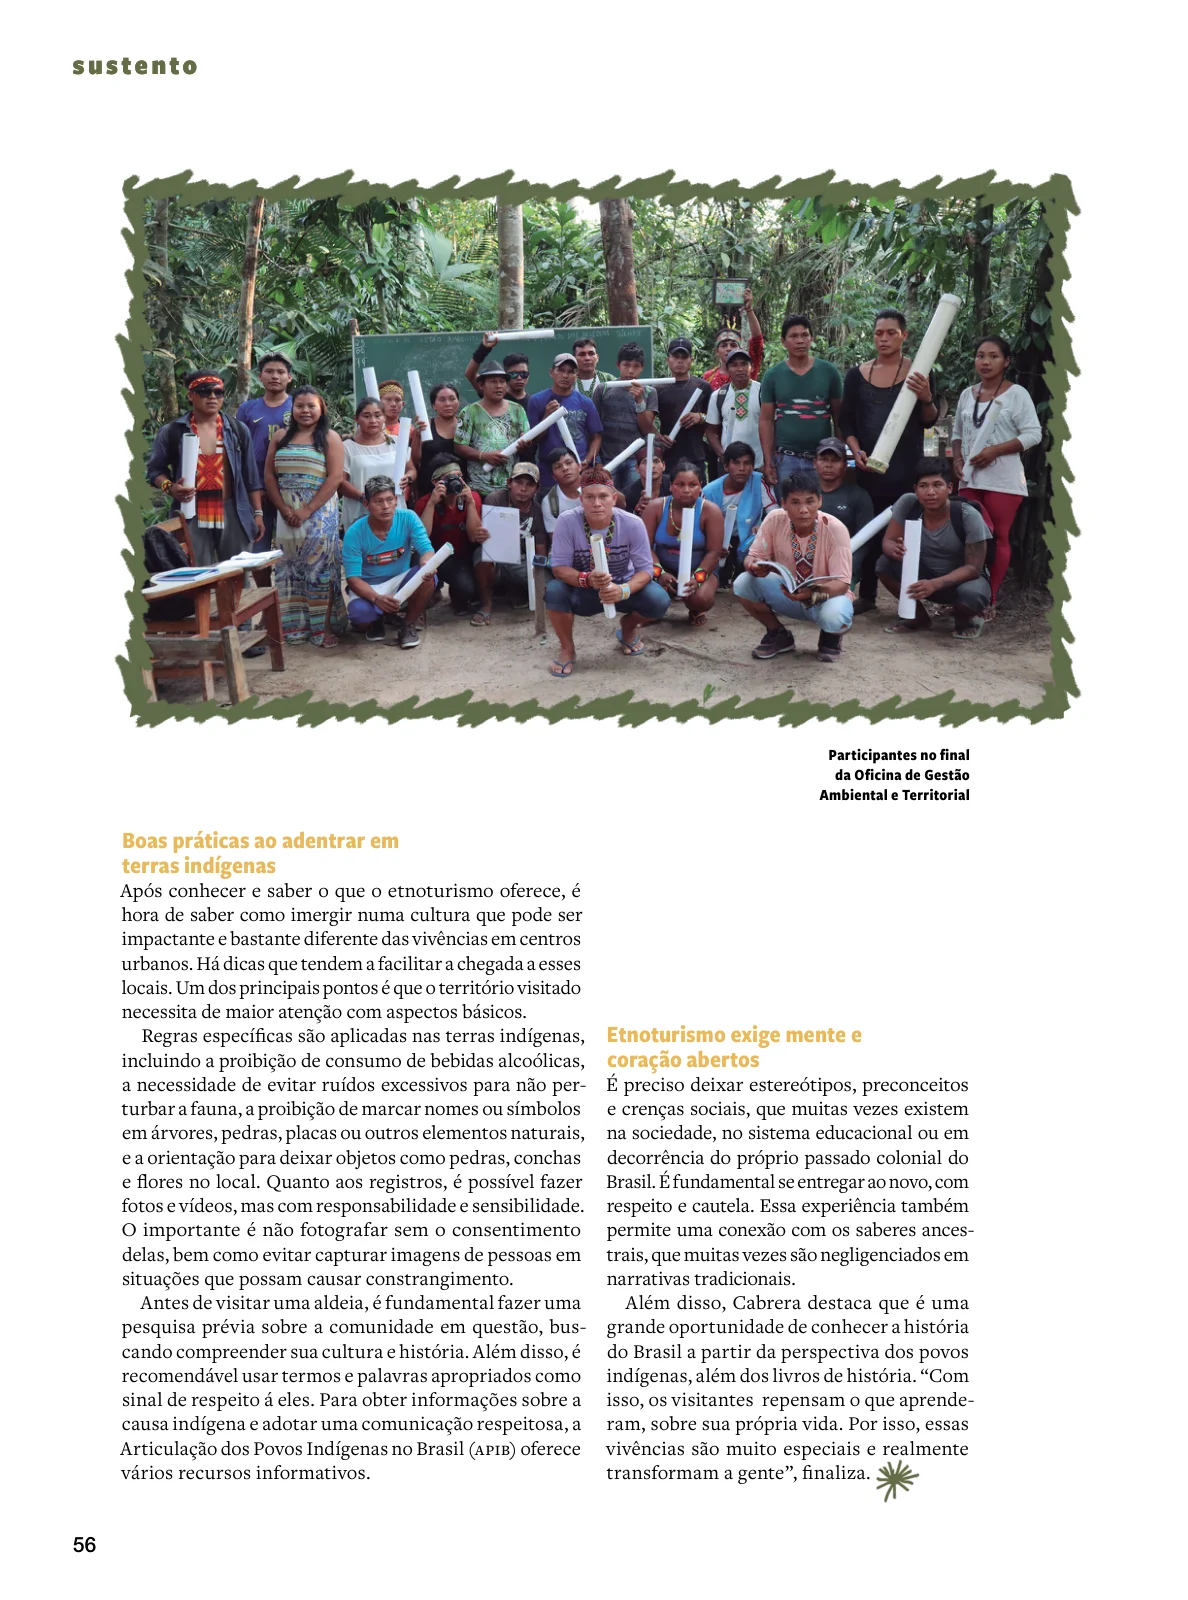 sustento
Participantes no final
da Oficina de Gestão
Ambiental e Territorial
Boas práticas ao adentrar em
terras indígenas
Após conhecer e saber o que o etnoturismo oferece, é
hora de saber como imergir numa cultura que pode ser
impactante e bastante diferente das vivências em centros
urbanos. Há dicas que tendem a facilitar a chegada a esses
locais. Um dos principais pontos é que o território visitado
necessita de maior atenção com aspectos básicos.
Regras específicas são aplicadas nas terras indígenas,
incluindo a proibição de consumo de bebidas alcoólicas,
a necessidade de evitar ruídos excessivos para não per-
turbar a fauna, a proibição de marcar nomes ou símbolos
em árvores, pedras, placas ou outros elementos naturais,
e a orientação para deixar objetos como pedras, conchas
e flores no local. Quanto aos registros, é possível fazer
fotos e vídeos, mas com responsabilidade e sensibilidade.
O importante é não fotografar sem o consentimento
delas, bem como evitar capturar imagens de pessoas em
situações que possam causar constrangimento.
Antes de visitar uma aldeia, é fundamental fazer uma
pesquisa prévia sobre a comunidade em questão, bus-
cando compreender sua cultura e história. Além disso, é
recomendável usar termos e palavras apropriados como
sinal de respeito á eles. Para obter informações sobre a
causa indígena e adotar uma comunicação respeitosa, a
Articulação dos Povos Indígenas no Brasil (APIB) oferece
vários recursos informativos.
Etnoturismo exige mente e
coração abertos
É preciso deixar estereótipos, preconceitos
e crenças sociais, que muitas vezes existem
na sociedade, no sistema educacional ou em
decorrência do próprio passado colonial do
Brasil. É fundamental se entregar ao novo, com
respeito e cautela. Essa experiência também
permite uma conexão com os saberes ances-
trais, que muitas vezes são negligenciados em
narrativas tradicionais.
Além disso, Cabrera destaca que é uma
grande oportunidade de conhecer a história
do Brasil a partir da perspectiva dos povos
indígenas, além dos livros de história. “Com
isso, os visitantes repensam o que aprende-
ram, sobre sua própria vida. Por isso, essas
vivências são muito especiais e realmente
transformam a gente”, finaliza.
56